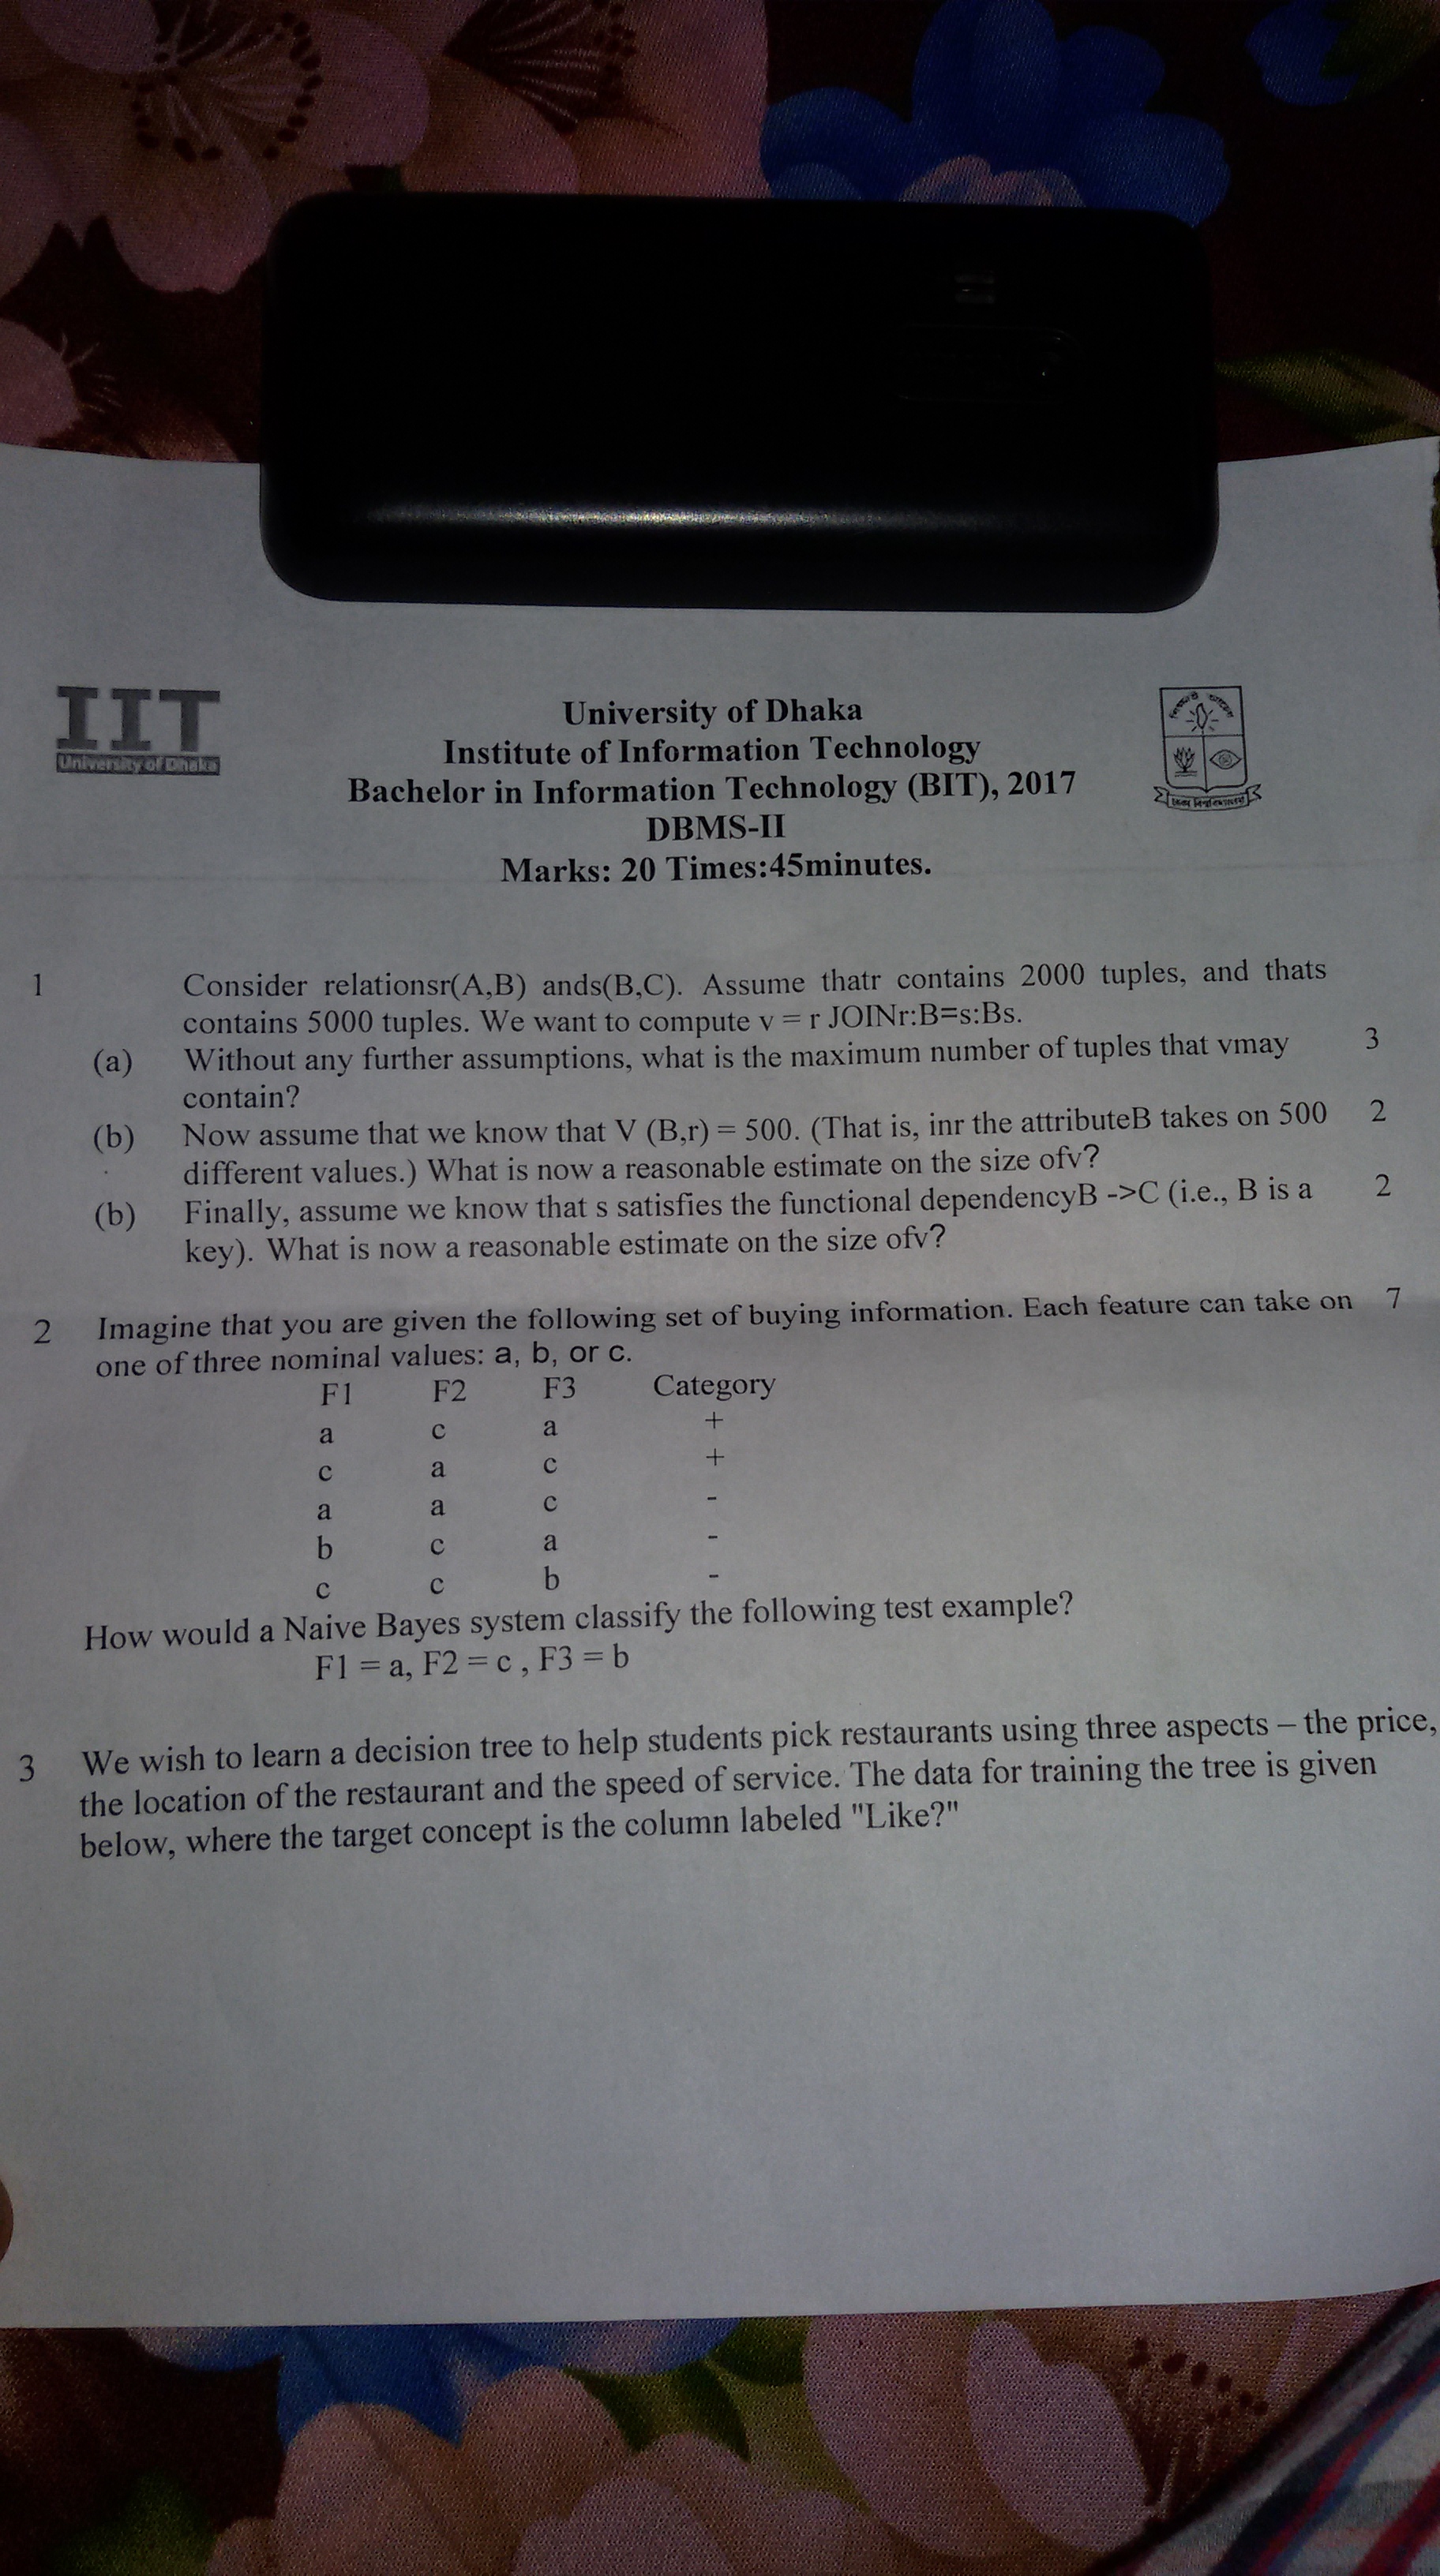 IIT
University of Dhaka
University of Dhaka
Institute of Information Technology
Bachelor in Information Technology (BIT), 2017
DBMS-II
Marks: 20 Times:45minutes.
1 Consider relationsr(A,B) ands(B,C). Assume thatr contains 2000 tuples, and thats
contains 5000 tuples. We want to compute v = r JOINr:B=s:Bs.
(a) Without any further assumptions, what is the maximum number of tuples that vmay 3
contain?
(b) Now assume that we know that V (B,r) = 500. (That is, inr the attributeB takes on 500 2
different values.) What is now a reasonable estimate on the size ofv?
(b) Finally, assume we know that s satisfies the functional dependencyB ->C (i.e., B is a 2
key). What is now a reasonable estimate on the size ofv?
2 Imagine that you are given the following set of buying information. Each feature can take on 7
one of three nominal values: a, b, or c.
F1 F2 F3 Category
a c a +
c a c +
a a c -
b c a -
c c b -
How would a Naive Bayes system classify the following test example?
F1 = a, F2 = c , F3 = b
3 We wish to learn a decision tree to help students pick restaurants using three aspects – the price,
the location of the restaurant and the speed of service. The data for training the tree is given
below, where the target concept is the column labeled "Like?"